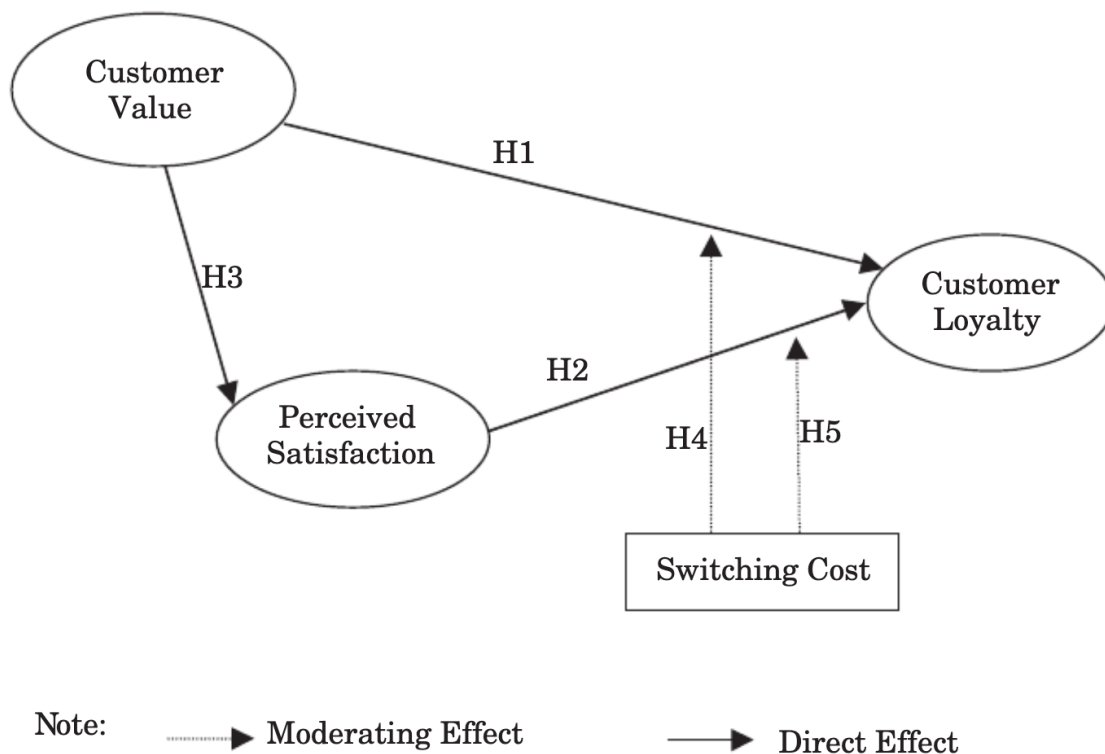 Customer
Value
H1
H3
Customer
Loyalty
H2
Perceived
Satisfaction
H4
H5
Switching Cost
Note:
Moderating Effect
Direct Effect